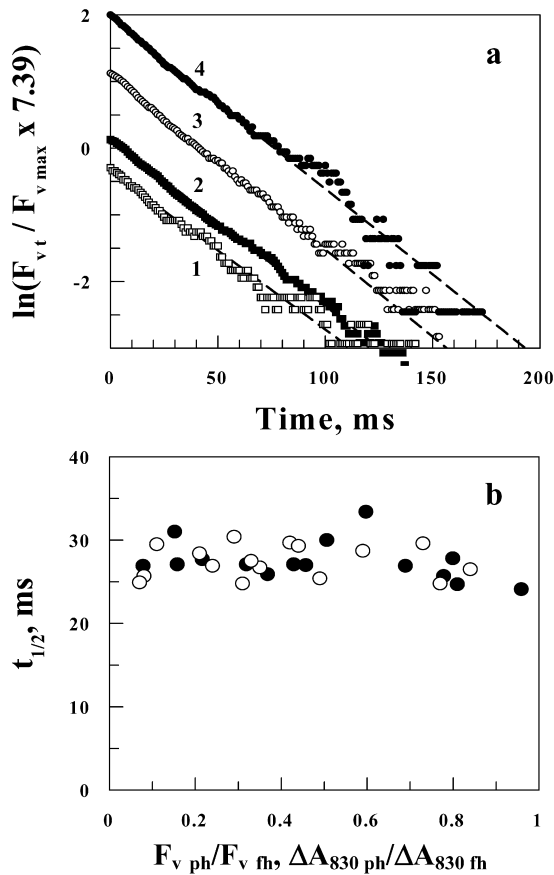 a
2
0
-2
ln(F v t / F v max x 7.39)
4
3
2
1
0 50 100 150 200
Time, ms
b
40
30
20
10
0
t1/2, ms
0 0.2 0.4 0.6 0.8 1
Fv ph/Fv fh, ΔA830 ph/ΔA830 fh